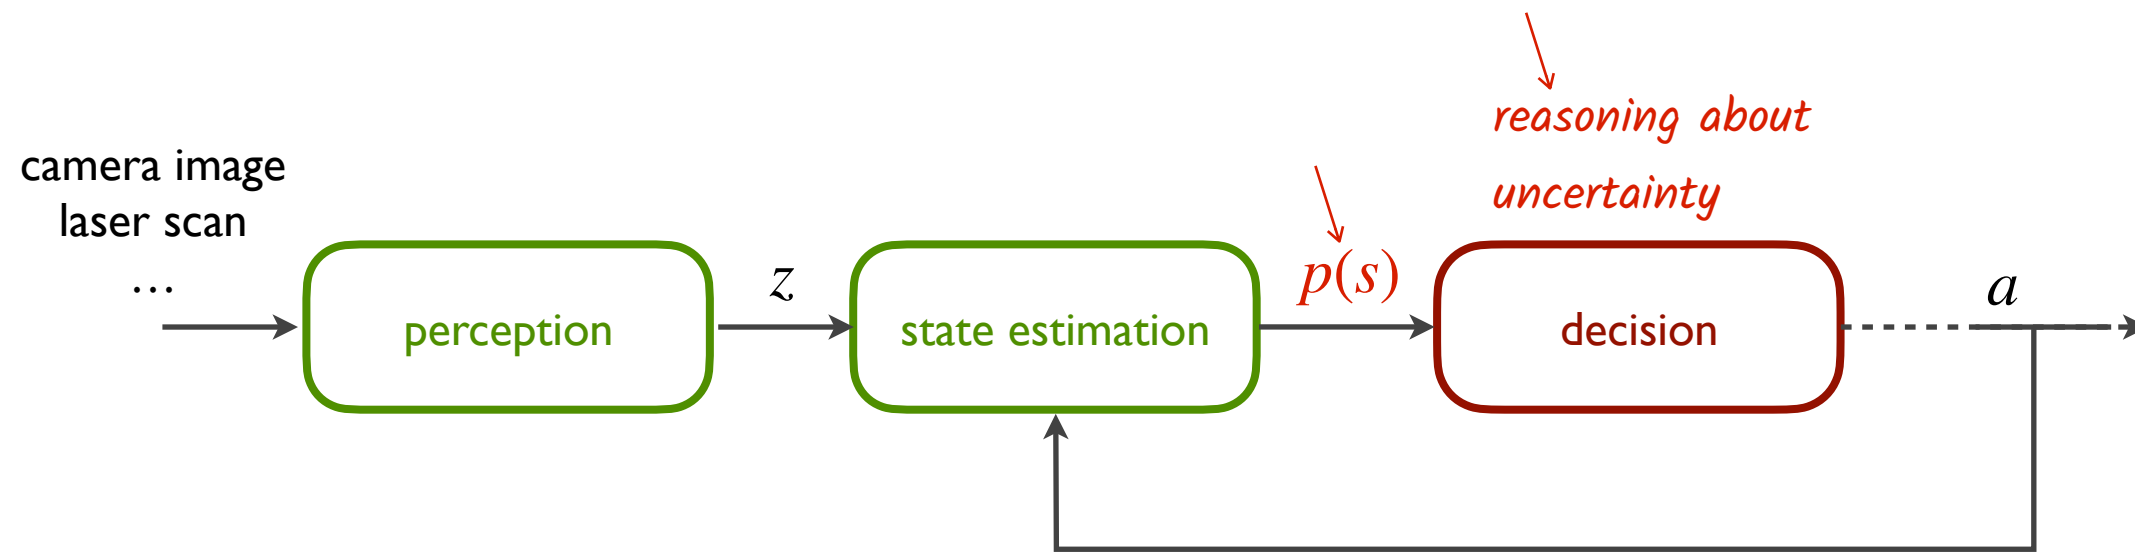 camera image
laser scan
...
perception
z
state estimation
p(s)
reasoning about
uncertainty
decision
a